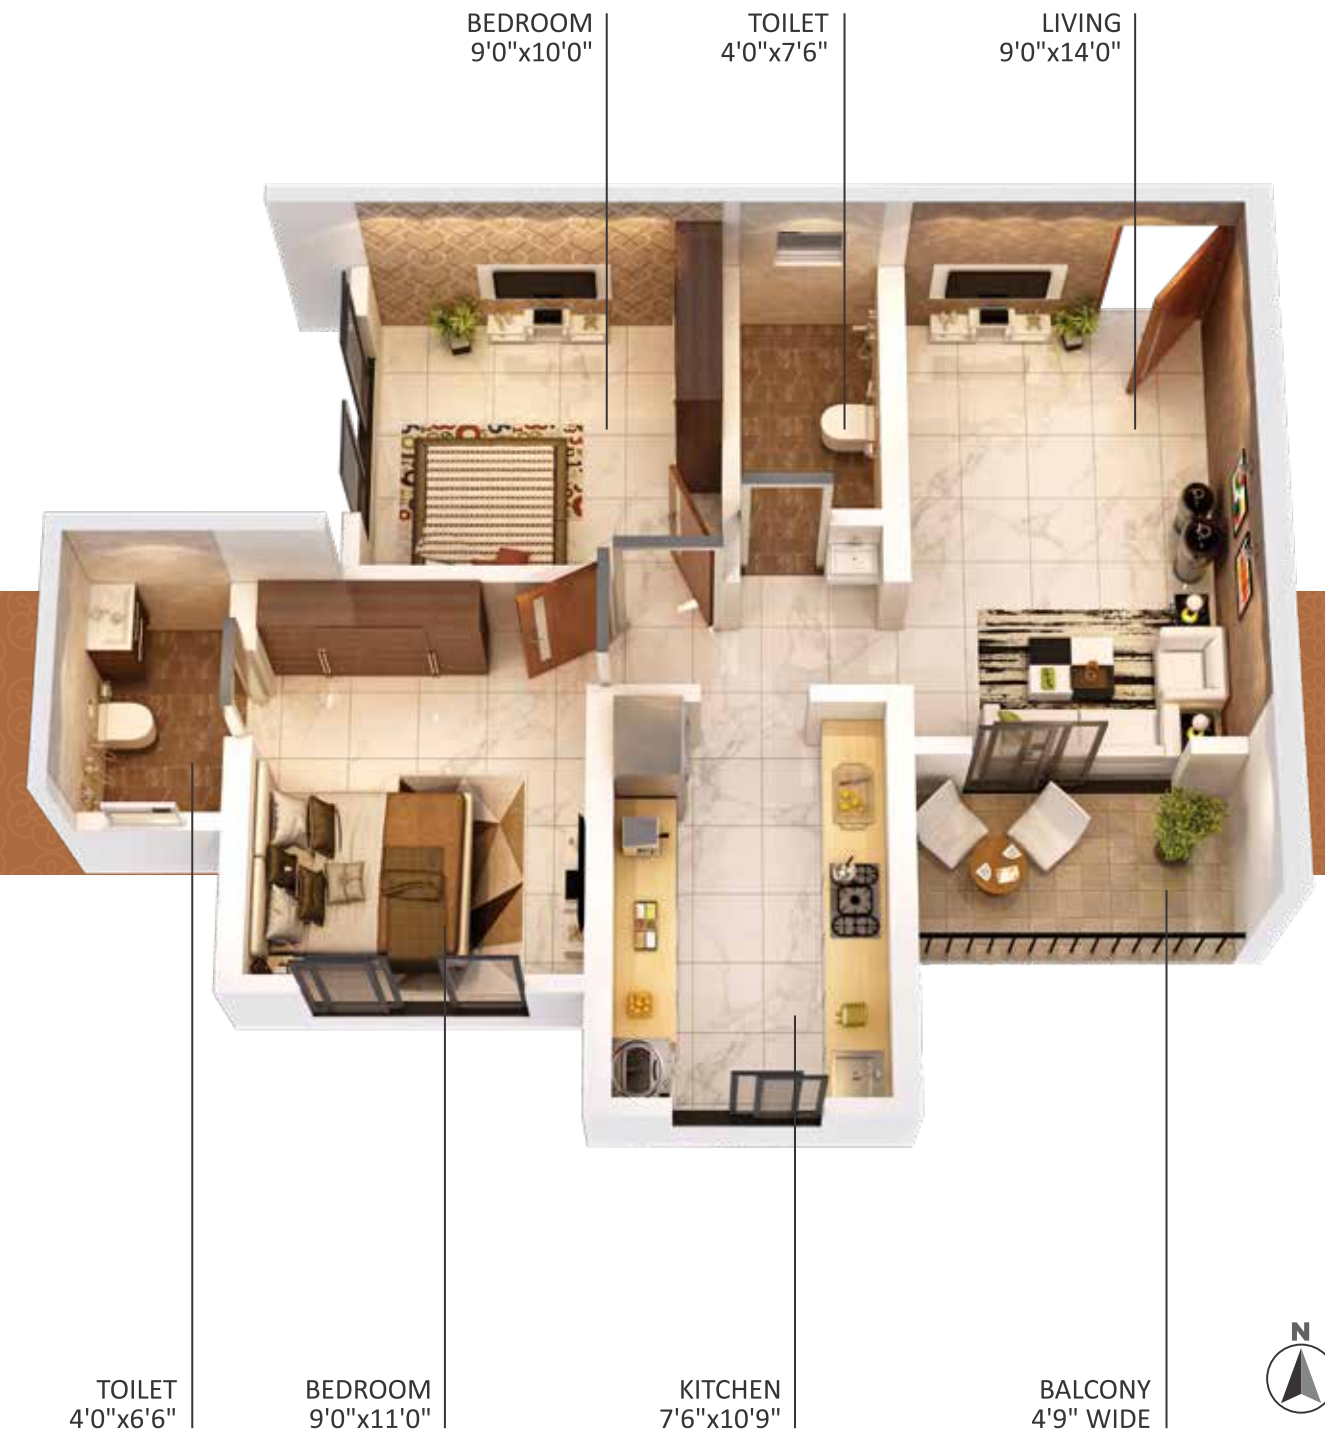 BEDROOM
9'0"x10'0"
TOILET
4'0"x7'6"
LIVING
9'0"x14'0"
N
TOILET
4'0"x6'6"
BEDROOM
9'0"x11'0"
KITCHEN
7'6"x10'9"
BALCONY
4'9" WIDE